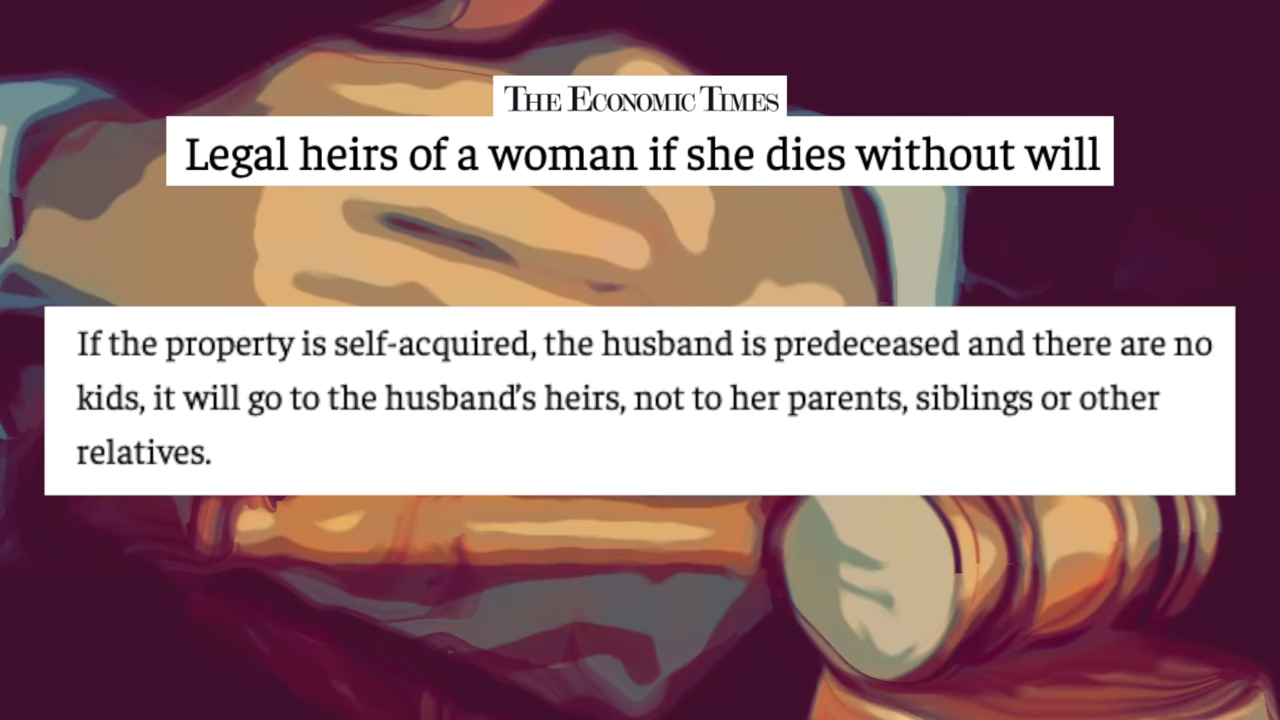 THE ECONOMIC TIMES
Legal heirs of a woman if she dies without will
If the property is self-acquired, the husband is predeceased and there are no
kids, it will go to the husband’s heirs, not to her parents, siblings or other
relatives.